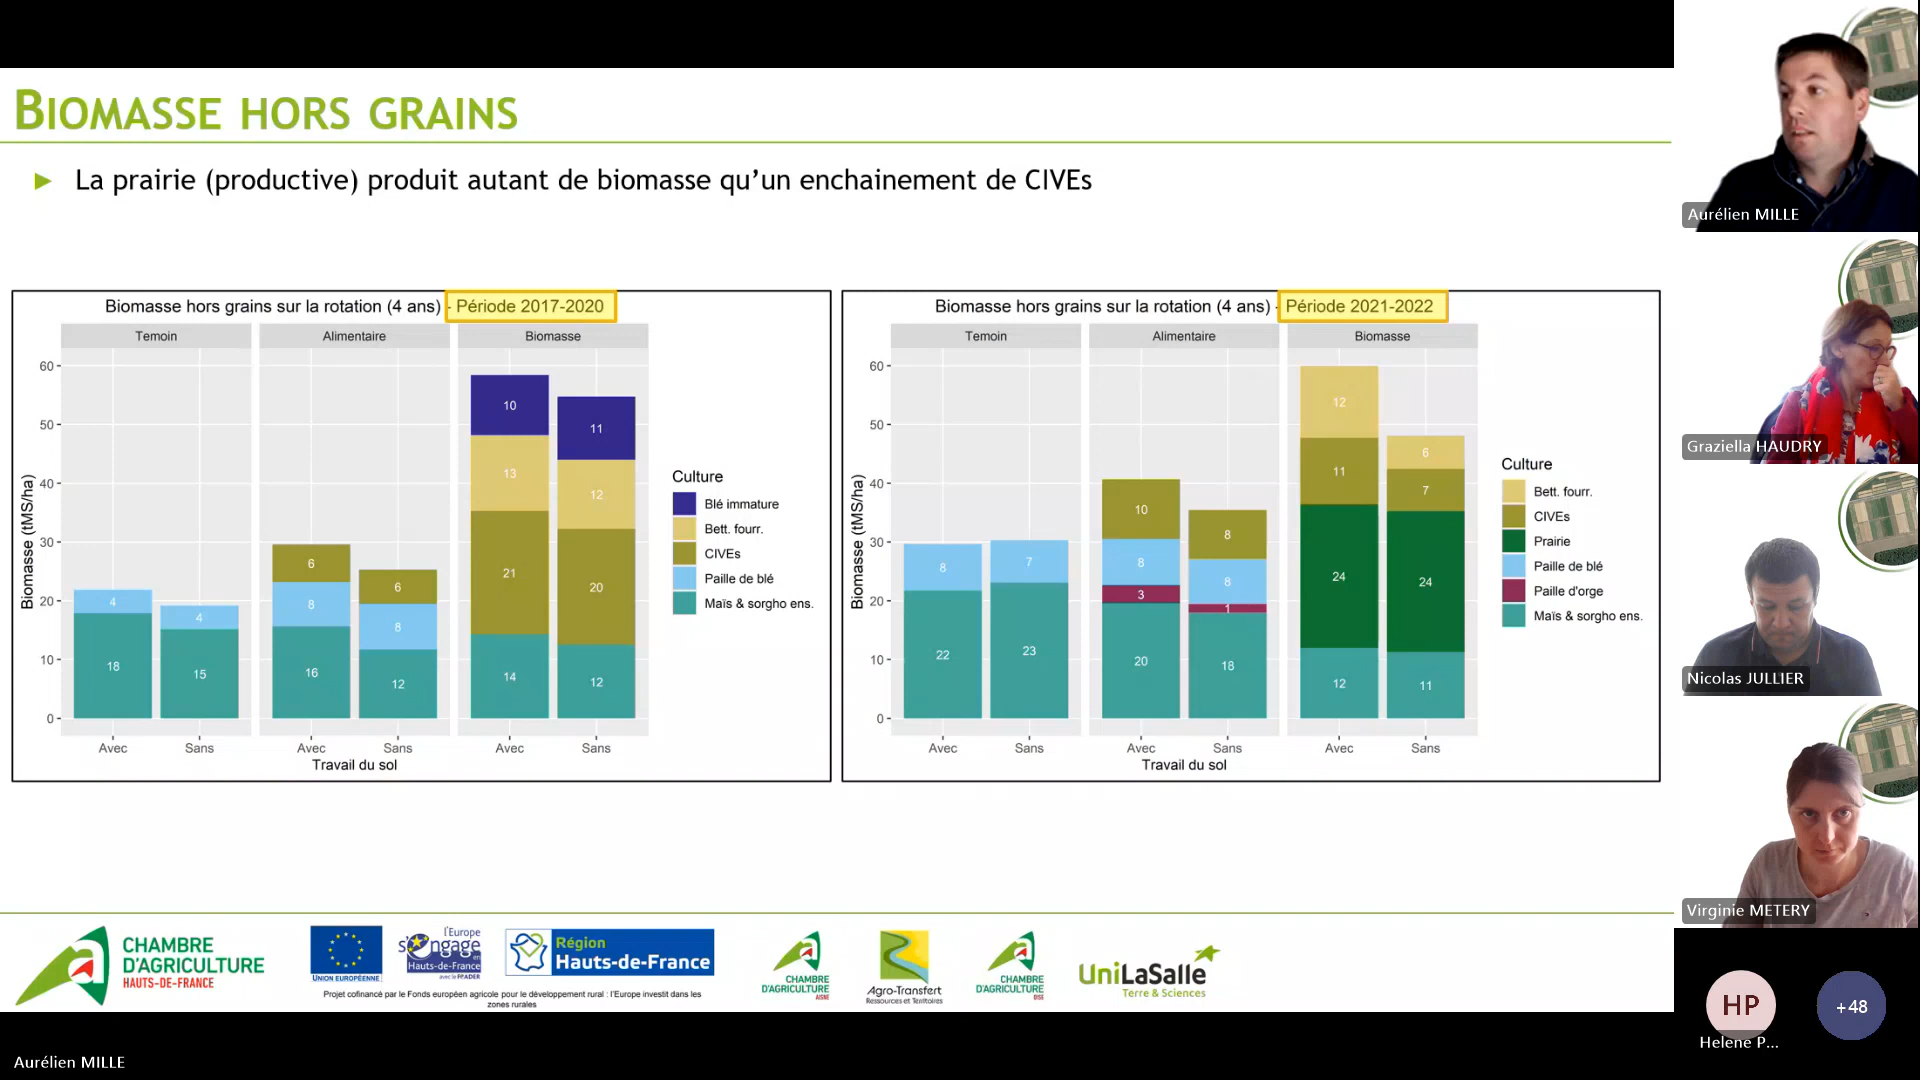 BIOMASSE HORS GRAINS
La prairie (productive) produit autant de biomasse qu'un enchainement de CIVEs
Biomasse hors grains sur la rotation (4 ans) - Période 2017-2020
Temoin
Alimentaire
Biomasse
Biomasse (tMS/ha)
60
50
40
30
20
10
0
4
18
4
15
6
8
16
6
8
12
10
13
21
14
11
12
20
12
Avec
Sans
Avec
Sans
Avec
Sans
Travail du sol
Culture
Blé immature
Bett. fourr.
CIVEs
Paille de blé
Maïs & sorgho ens.
Biomasse hors grains sur la rotation (4 ans) - Période 2021-2022
Temoin
Alimentaire
Biomasse
Biomasse (tMS/ha)
60
50
40
30
20
10
0
8
22
7
23
10
8
3
20
8
8
1
18
12
11
24
12
6
7
24
11
Avec
Sans
Avec
Sans
Avec
Sans
Travail du sol
Culture
Bett. fourr.
CIVEs
Prairie
Paille de blé
Paille d'orge
Maïs & sorgho ens.
CHAMBRE
D'AGRICULTURE
HAUTS-DE-FRANCE
UNION EUROPÉENNE
l'Europe
s'engage
en
Hauts-de-France
avec le FEADER
Région
Hauts-de-France
Projet cofinancé par le Fonds européen agricole pour le développement rural : l'Europe investit dans les
zones rurales
CHAMBRE
D'AGRICULTURE
AISNE
Agro-Transfert
Ressources et Territoires
CHAMBRE
D'AGRICULTURE
OISE
UniLaSalle
Terre & Sciences
Aurélien MILLE
Graziella HAUDRY
Nicolas JULLIER
Virginie METERY
HP
Helene P...
+48
Aurélien MILLE